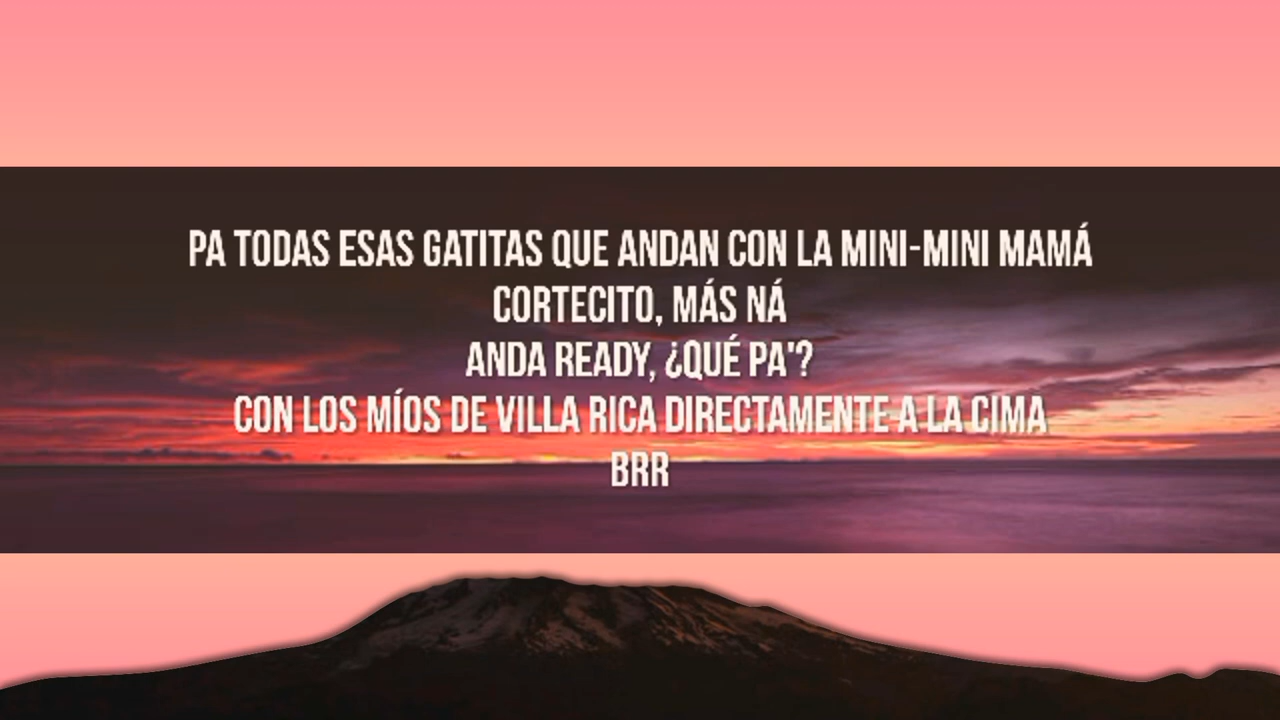 PA TODAS ESAS GATITAS QUE ANDAN CON LA MINI-MINI MAMÁ
CORTECITO, MÁS NÁ
ANDA READY, ¿QUÉ PA'?
CON LOS MÍOS DE VILLA RICA DIRECTAMENTE A LA CIMA
BRR